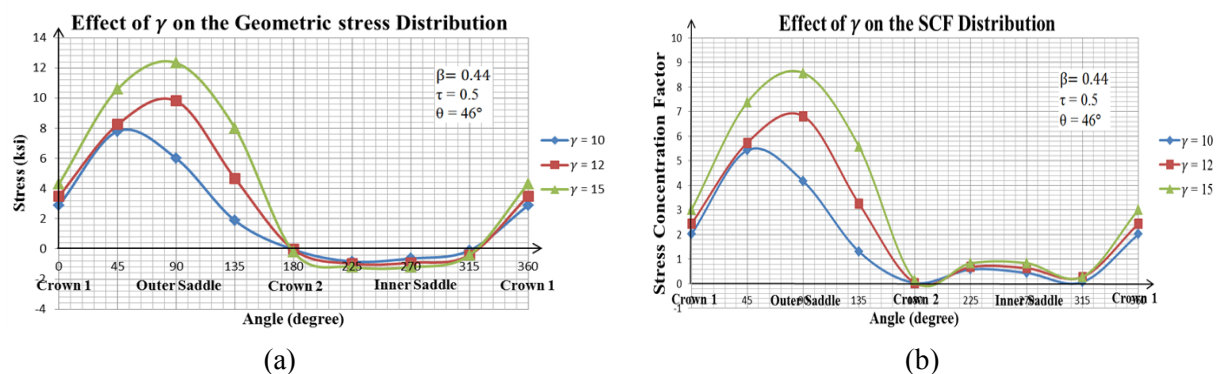 Effect of γ on the Geometric stress Distribution
14
12
10
8
6
4
2
0
-2
-4
Stress (ksi)
β= 0.44
τ = 0.5
θ = 46°
γ = 10
γ = 12
γ = 15
0 45 90 135 180 225 270 315 360
Crown 1 Outer Saddle Crown 2 Inner Saddle Crown 1
Angle (degree)
(a)
Effect of γ on the SCF Distribution
10
9
8
7
6
5
4
3
2
1
0
-1
Stress Concentration Factor
β= 0.44
τ = 0.5
θ = 46°
γ = 10
γ = 12
γ = 15
Crown 1 Outer Saddle Crown 2 Inner Saddle Crown 1
45 135 225 315
Angle (degree)
(b)